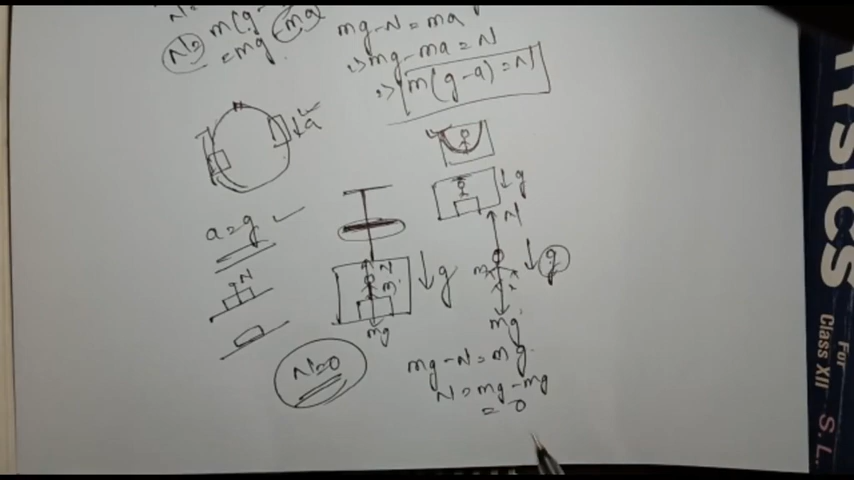 N=
N= m(g-
= mg - ma
mg-N = ma
∴ mg-ma = N
∴ m(g-a) = N
↓a
a=g
N
↓g
N
N
m
↓g
mg
m
↓g
mg
N=0
mg-N = mg
N = mg-mg
= 0
YSICS
For
Class XII
S. L.